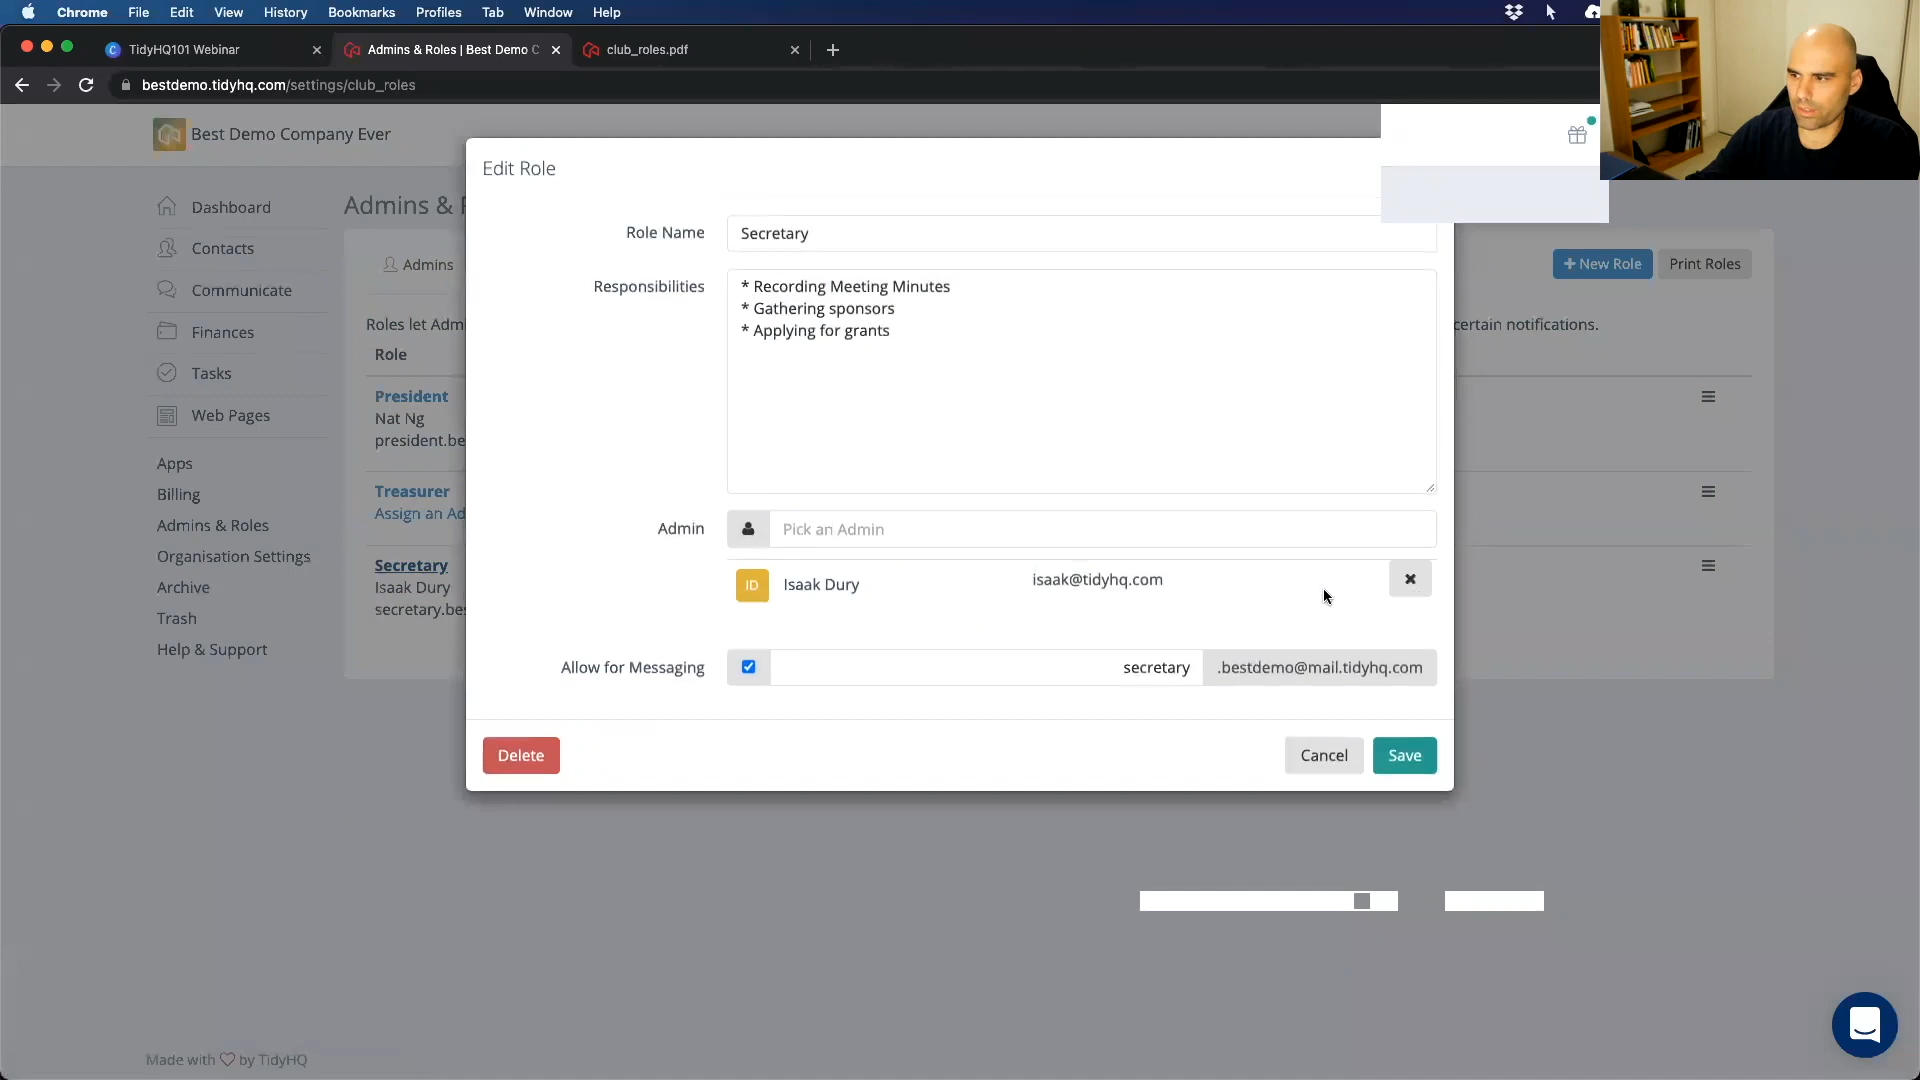 Chrome File Edit View History Bookmarks Profiles Tab Window Help
TidyHQ101 Webinar
Admins & Roles | Best Demo C
club_roles.pdf
bestdemo.tidyhq.com/settings/club_roles
Best Demo Company Ever
Dashboard
Contacts
Communicate
Finances
Tasks
Web Pages
Apps
Billing
Admins & Roles
Organisation Settings
Archive
Trash
Help & Support
Admins &
Admins
+ New Role
Print Roles
Roles let Admi
certain notifications.
Role
President
Nat Ng
president.be
Treasurer
Assign an Ad
Secretary
Isaak Dury
secretary.bes
Edit Role
Role Name
Secretary
Responsibilities
* Recording Meeting Minutes
* Gathering sponsors
* Applying for grants
Admin
Pick an Admin
ID
Isaak Dury
isaak@tidyhq.com
Allow for Messaging
secretary
.bestdemo@mail.tidyhq.com
Delete
Cancel
Save
Made with by TidyHQ